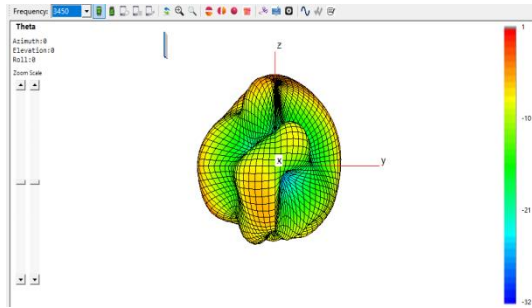 Frequency: 3450
Theta
Azimuth:0
Elevation:0
Roll:0
Zoom Scale
z
x
y
1
-10
-21
-32